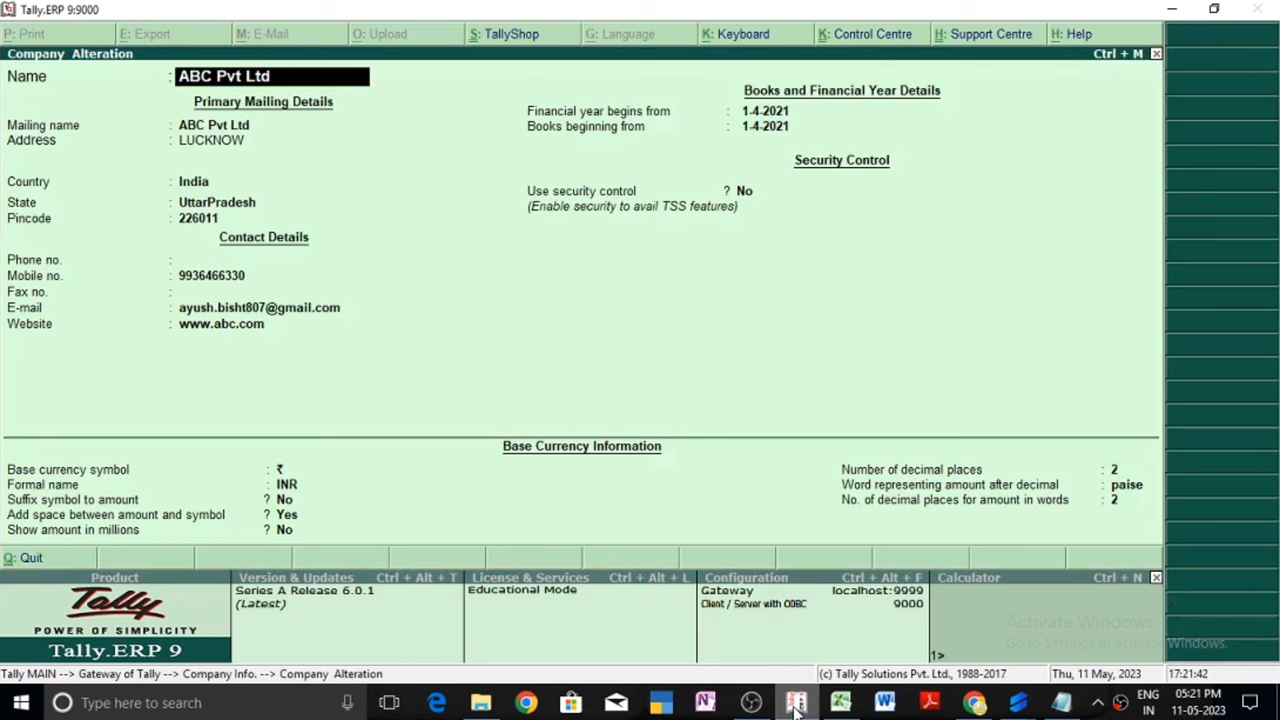 Tally.ERP 9:9000
P: Print E: Export M: E-Mail O: Upload S: TallyShop G: Language K: Keyboard K: Control Centre H: Support Centre H: Help
Company Alteration Ctrl + M
Name : ABC Pvt Ltd
Primary Mailing Details
Mailing name : ABC Pvt Ltd
Address : LUCKNOW
Country : India
State : UttarPradesh
Pincode : 226011
Contact Details
Phone no. :
Mobile no. : 9936466330
Fax no. :
E-mail : ayush.bisht807@gmail.com
Website : www.abc.com
Books and Financial Year Details
Financial year begins from : 1-4-2021
Books beginning from : 1-4-2021
Security Control
Use security control ? No
(Enable security to avail TSS features)
Base Currency Information
Base currency symbol : ₹
Formal name : INR
Suffix symbol to amount ? No
Add space between amount and symbol ? Yes
Show amount in millions ? No
Number of decimal places : 2
Word representing amount after decimal : paise
No. of decimal places for amount in words : 2
Q: Quit
Product
Tally
POWER OF SIMPLICITY
Tally.ERP 9
Version & Updates Ctrl + Alt + T
Series A Release 6.0.1
(Latest)
License & Services Ctrl + Alt + L
Educational Mode
Configuration Ctrl + Alt + F
Gateway localhost:9999
Client / Server with ODBC 9000
Calculator Ctrl + N
1>
Activate Windows
Go to Settings to activate Windows.
Tally MAIN --> Gateway of Tally --> Company Info. --> Company Alteration (c) Tally Solutions Pvt. Ltd., 1988-2017 Thu, 11 May, 2023 17:21:42
Type here to search
ENG
IN
05:21 PM
11-05-2023